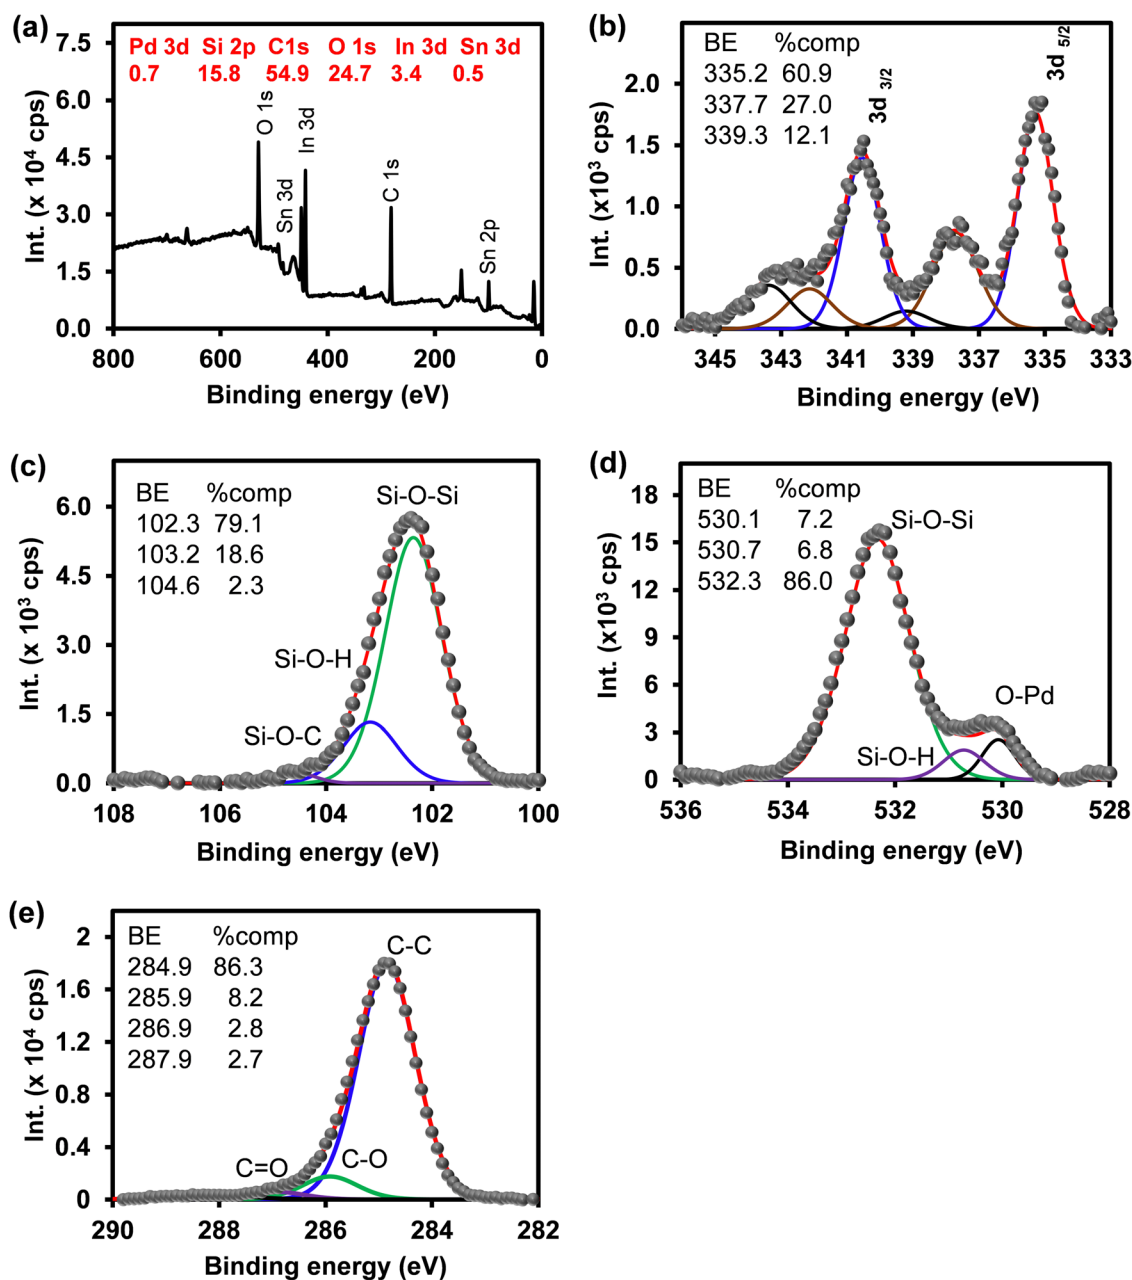 (a)
Pd 3d Si 2p C1s O 1s In 3d Sn 3d
0.7 15.8 54.9 24.7 3.4 0.5
O 1s
Sn 3d
In 3d
C 1s
Sn 2p
7.5
6.0
4.5
3.0
1.5
0.0
Int. (x 10⁴ cps)
800 600 400 200 0
Binding energy (eV)
(b)
BE %comp
335.2 60.9
337.7 27.0
339.3 12.1
3d 3/2
3d 5/2
2.0
1.5
1.0
0.5
0.0
Int. (x10³ cps)
345 343 341 339 337 335 333
Binding energy (eV)
(c)
BE %comp
102.3 79.1
103.2 18.6
104.6 2.3
Si-O-Si
Si-O-H
Si-O-C
6.0
4.5
3.0
1.5
0.0
Int. (x 10³ cps)
108 106 104 102 100
Binding energy (eV)
(d)
BE %comp
530.1 7.2
530.7 6.8
532.3 86.0
Si-O-Si
O-Pd
Si-O-H
18
15
12
9
6
3
0
Int. (x10³ cps)
536 534 532 530 528
Binding energy (eV)
(e)
BE %comp
284.9 86.3
285.9 8.2
286.9 2.8
287.9 2.7
C-C
C=O
C-O
2
1.6
1.2
0.8
0.4
0
Int. (x 10⁴ cps)
290 288 286 284 282
Binding energy (eV)